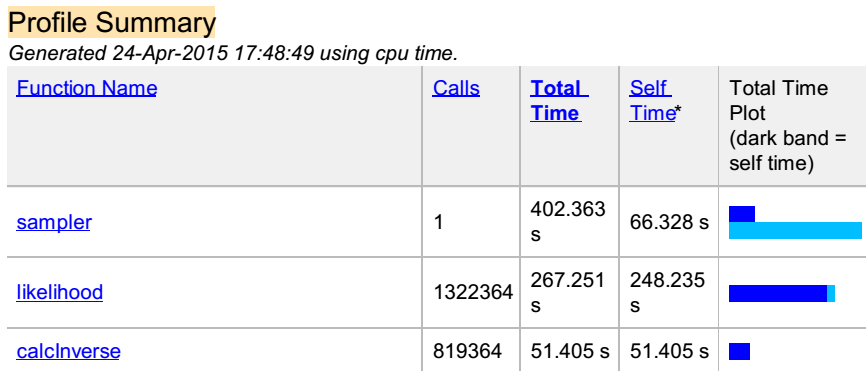 Profile Summary
Generated 24-Apr-2015 17:48:49 using cpu time.
Function Name Calls Total Time Self Time* Total Time Plot (dark band = self time)
sampler 1 402.363 s 66.328 s
likelihood 1322364 267.251 s 248.235 s
calcInverse 819364 51.405 s 51.405 s